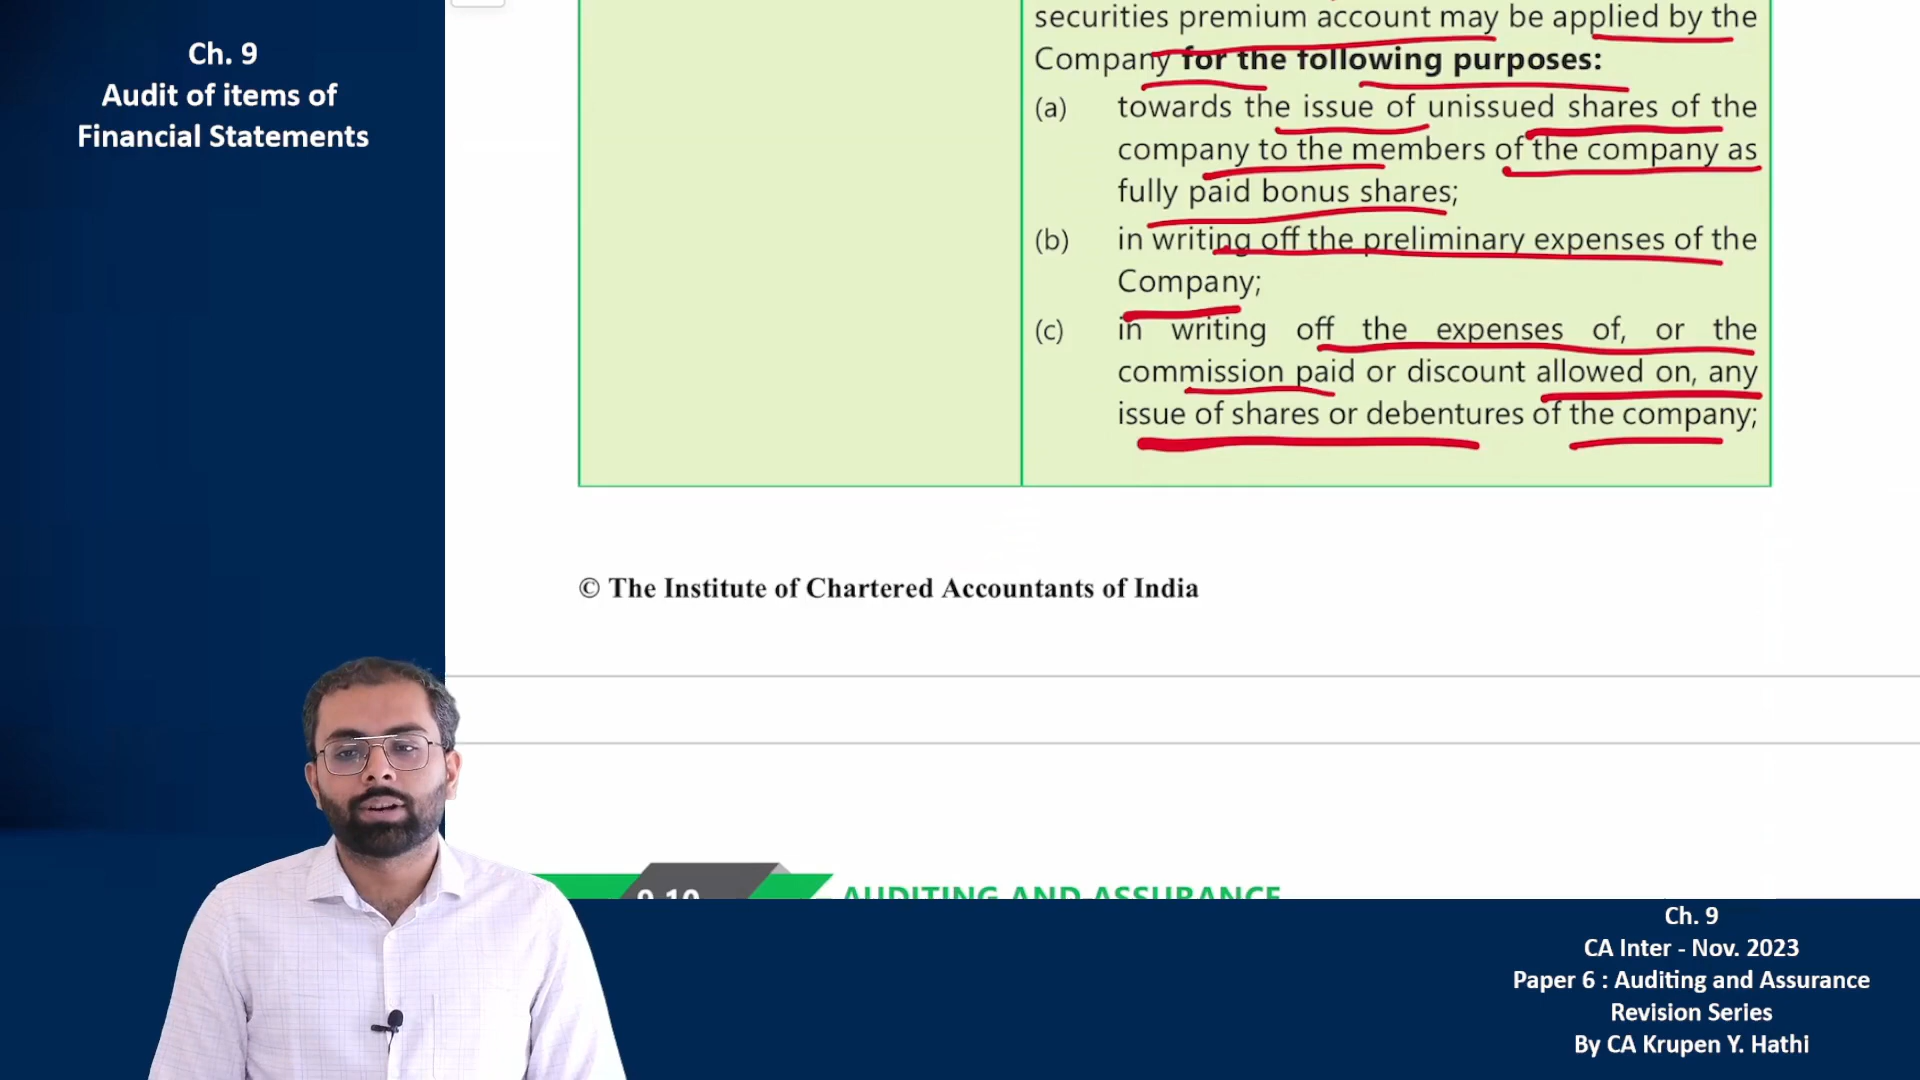 Ch. 9
Audit of items of
Financial Statements
securities premium account may be applied by the
Company for the following purposes:
(a) towards the issue of unissued shares of the
company to the members of the company as
fully paid bonus shares;
(b) in writing off the preliminary expenses of the
Company;
(c) in writing off the expenses of, or the
commission paid or discount allowed on, any
issue of shares or debentures of the company;
© The Institute of Chartered Accountants of India
9.10 AUDITING AND ASSURANCE
Ch. 9
CA Inter - Nov. 2023
Paper 6 : Auditing and Assurance
Revision Series
By CA Krupen Y. Hathi